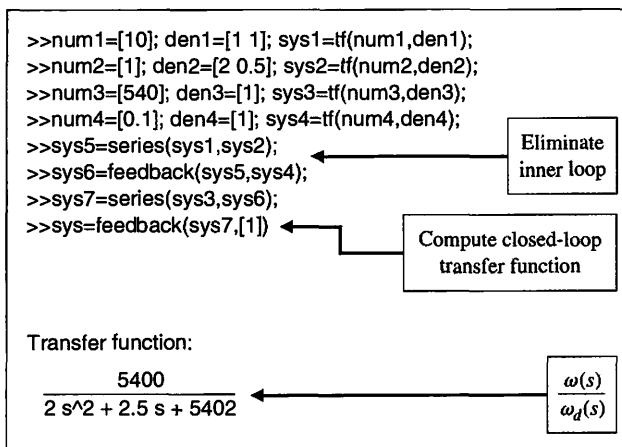 >>num1=[10]; den1=[1 1]; sys1=tf(num1,den1);
>>num2=[1]; den2=[2 0.5]; sys2=tf(num2,den2);
>>num3=[540]; den3=[1]; sys3=tf(num3,den3);
>>num4=[0.1]; den4=[1]; sys4=tf(num4,den4);
>>sys5=series(sys1,sys2);
>>sys6=feedback(sys5,sys4);
>>sys7=series(sys3,sys6);
>>sys=feedback(sys7,[1])
Eliminate
inner loop
Compute closed-loop
transfer function
Transfer function:
5400
2 s^2 + 2.5 s + 5402
ω(s)
ω_d(s)